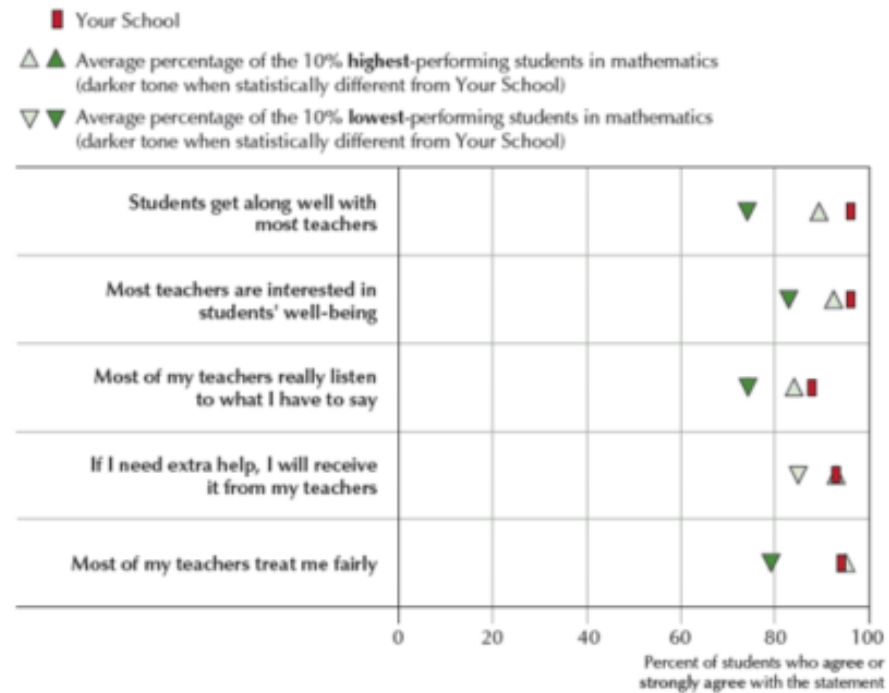 Your School
Average percentage of the 10% highest-performing students in mathematics
(darker tone when statistically different from Your School)
Average percentage of the 10% lowest-performing students in mathematics
(darker tone when statistically different from Your School)
Students get along well with
most teachers
Most teachers are interested in
students' well-being
Most of my teachers really listen
to what I have to say
If I need extra help, I will receive
it from my teachers
Most of my teachers treat me fairly
0 20 40 60 80 100
Percent of students who agree or
strongly agree with the statement